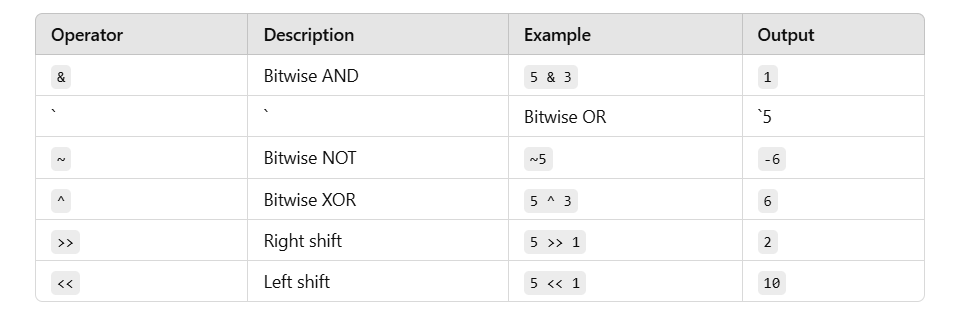 Operator Description Example Output
& Bitwise AND 5 & 3 1
` ` Bitwise OR `5
~ Bitwise NOT ~5 -6
^ Bitwise XOR 5 ^ 3 6
>> Right shift 5 >> 1 2
<< Left shift 5 << 1 10